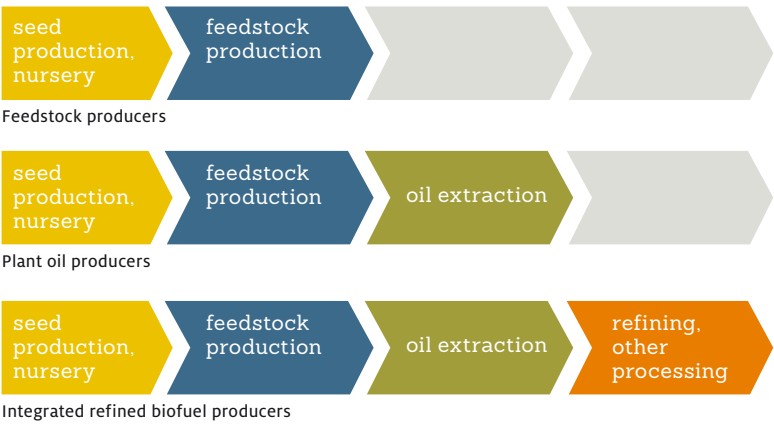 seed
production,
nursery
feedstock
production
Feedstock producers
seed
production,
nursery
feedstock
production
oil extraction
Plant oil producers
seed
production,
nursery
feedstock
production
oil extraction
refining,
other
processing
Integrated refined biofuel producers